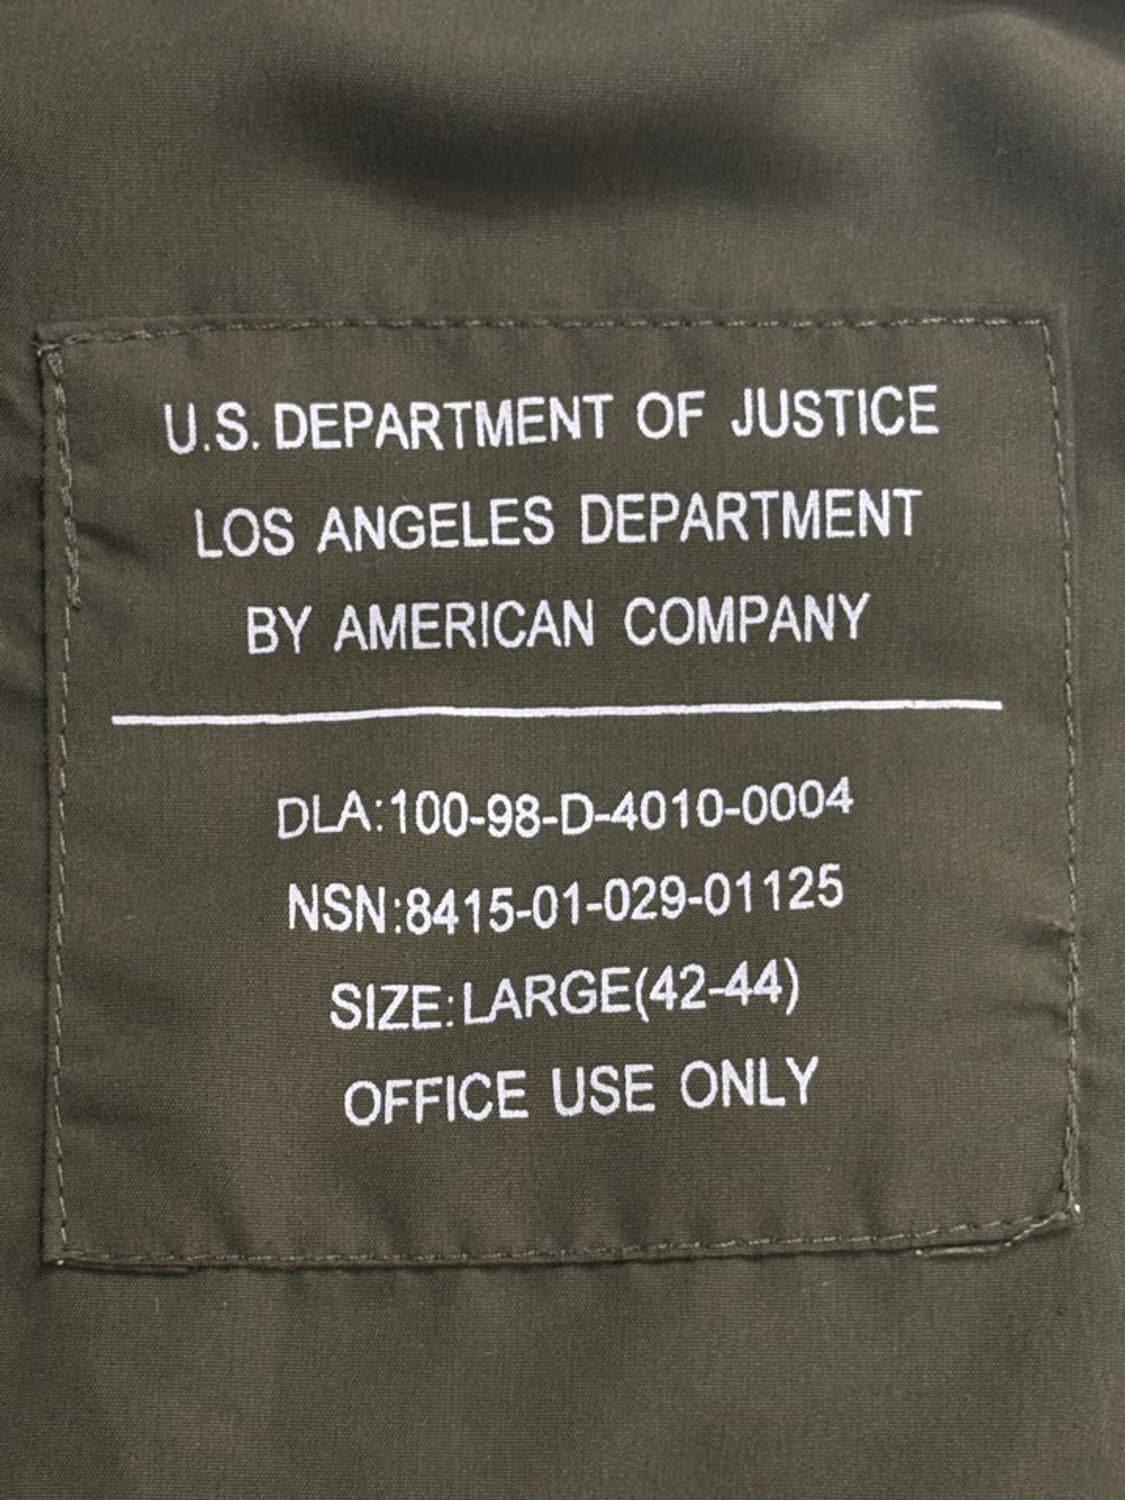 U.S. DEPARTMENT OF JUSTICE
LOS ANGELES DEPARTMENT
BY AMERICAN COMPANY
DLA:100-98-D-4010-0004
NSN:8415-01-029-01125
SIZE:LARGE(42-44)
OFFICE USE ONLY